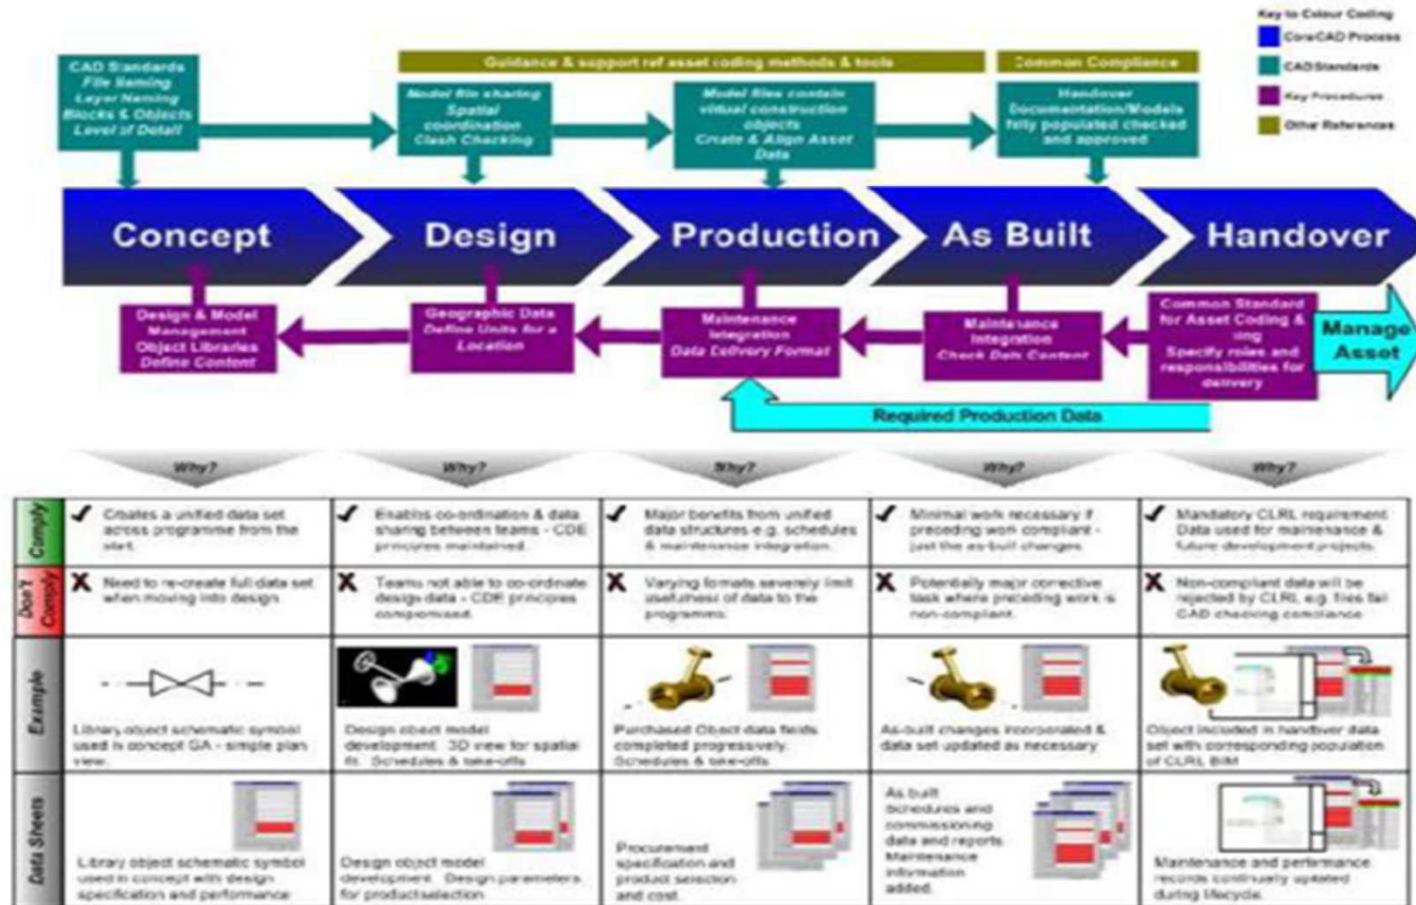 Key to Colour Coding
Core CAD Process
CAD Standards
Key Procedures
Other References
CAD Standards
File Naming
Layer Naming
Blocks & Objects
Level of Detail
Guidance & support ref asset coding methods & tools
Common Compliance
Model file sharing
Spatial
coordination
Clash Checking
Model files contain
virtual construction
objects
Create & Align Asset
Data
Handover
Documentation/Models
fully populated checked
and approved
Concept
Design
Production
As Built
Handover
Design & Model
Management
Object Libraries
Define Content
Geographic Data
Define Units for a
Location
Maintenance
Integration
Data Delivery Format
Maintenance
Integration
Check Data Content
Common Standard
for Asset Coding &
Specify roles and
responsibilities for
delivery
Manage
Asset
Required Production Data
Why?
Why?
Why?
Why?
Why?
Comply
Creates a unified data set
across programme from the
start.
Enables co-ordination & data
sharing between teams - CDE
principles maintained.
Major benefits from unified
data structures e.g. schedules
& maintenance integration.
Minimal work necessary if
preceding work compliant -
just the as-built changes
Mandatory CLRL requirement
Data used for maintenance &
future development projects.
Don't
Comply
Need to re-create full data set
when moving into design.
Teams not able to co-ordinate
design data - CDE principles
compromised.
Varying formats severely limit
usefulness of data to the
programme.
Potentially major corrective
task where preceding work is
non-compliant.
Non-compliant data will be
rejected by CLRL e.g. files fail
CAD checking compliance
Example
Library object schematic symbol
used in concept GA - simple plan
view.
Design object model
development. 3D view for spatial
fit. Schedules & take-offs
Purchased Object data fields
completed progressively.
Schedules & take-offs
As-built changes incorporated &
data set updated as necessary
Object included in handover data
set with corresponding population
of CLRL BIM
Data Sheets
Library object schematic symbol
used in concept with design
specification and performance
Design object model
development. Design parameters
for product selection
Procurement
specification and
product selection
and cost.
As built
Schedules and
commissioning
data and reports.
Maintenance
information
added.
Maintenance and performance
records continually updated
during lifecycle.